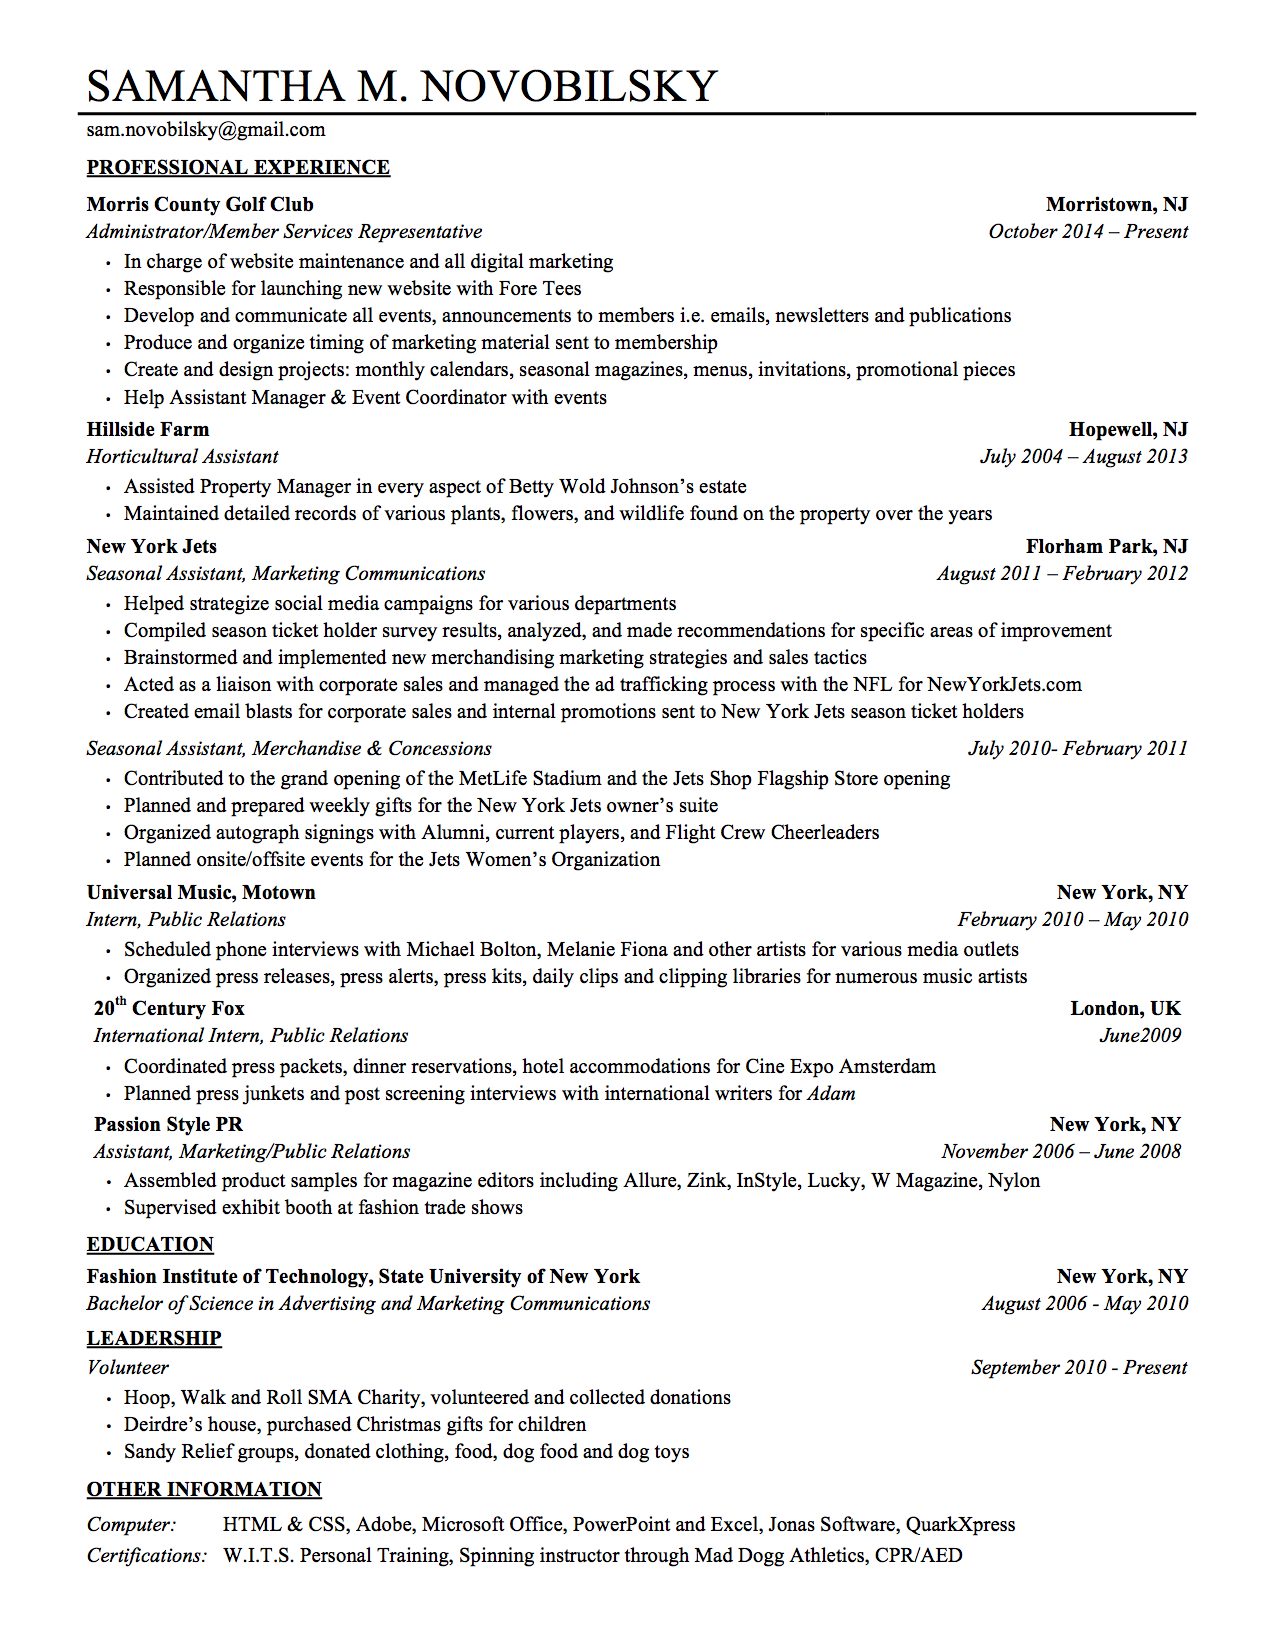 SAMANTHA M. NOVOBILSKY
sam.novobilsky@gmail.com
PROFESSIONAL EXPERIENCE
Morris County Golf Club Morristown, NJ
Administrator/Member Services Representative October 2014 – Present
• In charge of website maintenance and all digital marketing
• Responsible for launching new website with Fore Tees
• Develop and communicate all events, announcements to members i.e. emails, newsletters and publications
• Produce and organize timing of marketing material sent to membership
• Create and design projects: monthly calendars, seasonal magazines, menus, invitations, promotional pieces
• Help Assistant Manager & Event Coordinator with events
Hillside Farm Hopewell, NJ
Horticultural Assistant July 2004 – August 2013
• Assisted Property Manager in every aspect of Betty Wold Johnson’s estate
• Maintained detailed records of various plants, flowers, and wildlife found on the property over the years
New York Jets Florham Park, NJ
Seasonal Assistant, Marketing Communications August 2011 – February 2012
• Helped strategize social media campaigns for various departments
• Compiled season ticket holder survey results, analyzed, and made recommendations for specific areas of improvement
• Brainstormed and implemented new merchandising marketing strategies and sales tactics
• Acted as a liaison with corporate sales and managed the ad trafficking process with the NFL for NewYorkJets.com
• Created email blasts for corporate sales and internal promotions sent to New York Jets season ticket holders
Seasonal Assistant, Merchandise & Concessions July 2010- February 2011
• Contributed to the grand opening of the MetLife Stadium and the Jets Shop Flagship Store opening
• Planned and prepared weekly gifts for the New York Jets owner’s suite
• Organized autograph signings with Alumni, current players, and Flight Crew Cheerleaders
• Planned onsite/offsite events for the Jets Women’s Organization
Universal Music, Motown New York, NY
Intern, Public Relations February 2010 – May 2010
• Scheduled phone interviews with Michael Bolton, Melanie Fiona and other artists for various media outlets
• Organized press releases, press alerts, press kits, daily clips and clipping libraries for numerous music artists
20th Century Fox London, UK
International Intern, Public Relations June2009
• Coordinated press packets, dinner reservations, hotel accommodations for Cine Expo Amsterdam
• Planned press junkets and post screening interviews with international writers for Adam
Passion Style PR New York, NY
Assistant, Marketing/Public Relations November 2006 – June 2008
• Assembled product samples for magazine editors including Allure, Zink, InStyle, Lucky, W Magazine, Nylon
• Supervised exhibit booth at fashion trade shows
EDUCATION
Fashion Institute of Technology, State University of New York New York, NY
Bachelor of Science in Advertising and Marketing Communications August 2006 - May 2010
LEADERSHIP
Volunteer September 2010 - Present
• Hoop, Walk and Roll SMA Charity, volunteered and collected donations
• Deirdre’s house, purchased Christmas gifts for children
• Sandy Relief groups, donated clothing, food, dog food and dog toys
OTHER INFORMATION
Computer: HTML & CSS, Adobe, Microsoft Office, PowerPoint and Excel, Jonas Software, QuarkXpress
Certifications: W.I.T.S. Personal Training, Spinning instructor through Mad Dogg Athletics, CPR/AED